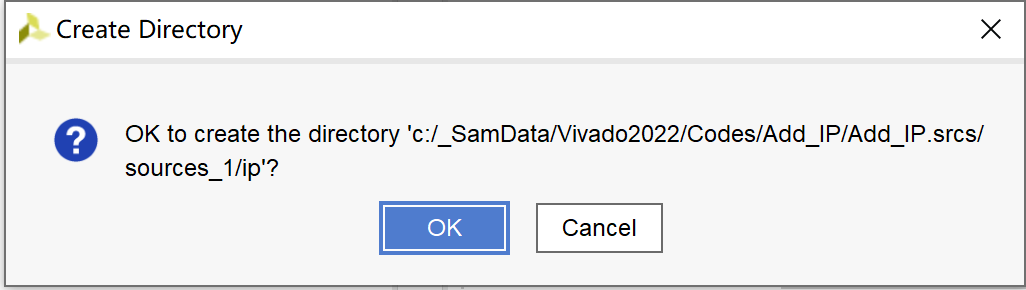 Create Directory
OK to create the directory 'c:/_SamData/Vivado2022/Codes/Add_IP/Add_IP.srcs/
sources_1/ip'?
OK
Cancel